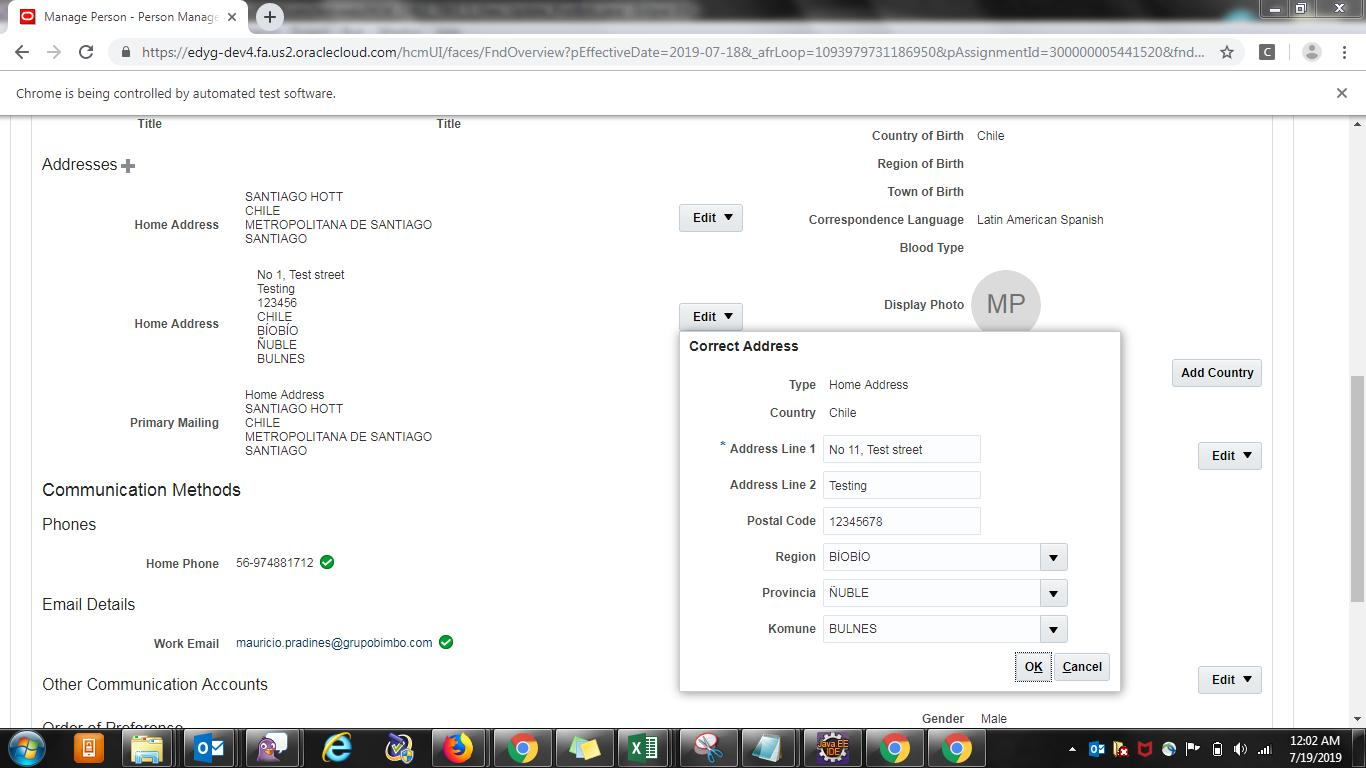 Manage Person - Person Manage
https://edyg-dev4.fa.us2.oraclecloud.com/hcmUI/faces/FndOverview?pEffectiveDate=2019-07-18&_afrLoop=1093979731186950&pAssignmentId=300000005441520&fnd...
C
Chrome is being controlled by automated test software.
Title Title
Country of Birth Chile
Addresses
Region of Birth
Town of Birth
SANTIAGO HOTT
CHILE
Home Address METROPOLITANA DE SANTIAGO
SANTIAGO
Edit
Correspondence Language Latin American Spanish
Blood Type
No 1, Test street
Testing
123456
CHILE
Home Address BÍOBÍO
ÑUBLE
BULNES
Edit
Display Photo MP
Correct Address
Type Home Address
Country Chile
* Address Line 1 No 11, Test street
Address Line 2 Testing
Postal Code 12345678
Region BÍOBÍO
Provincia ÑUBLE
Komune BULNES
OK Cancel
Add Country
Home Address
SANTIAGO HOTT
Primary Mailing CHILE
METROPOLITANA DE SANTIAGO
SANTIAGO
Edit
Communication Methods
Phones
Home Phone 56-974881712
Email Details
Work Email mauricio.pradines@grupobimbo.com
Other Communication Accounts
Edit
Order of Preference
Gender Male
Java EE
IDE
12:02 AM
7/19/2019